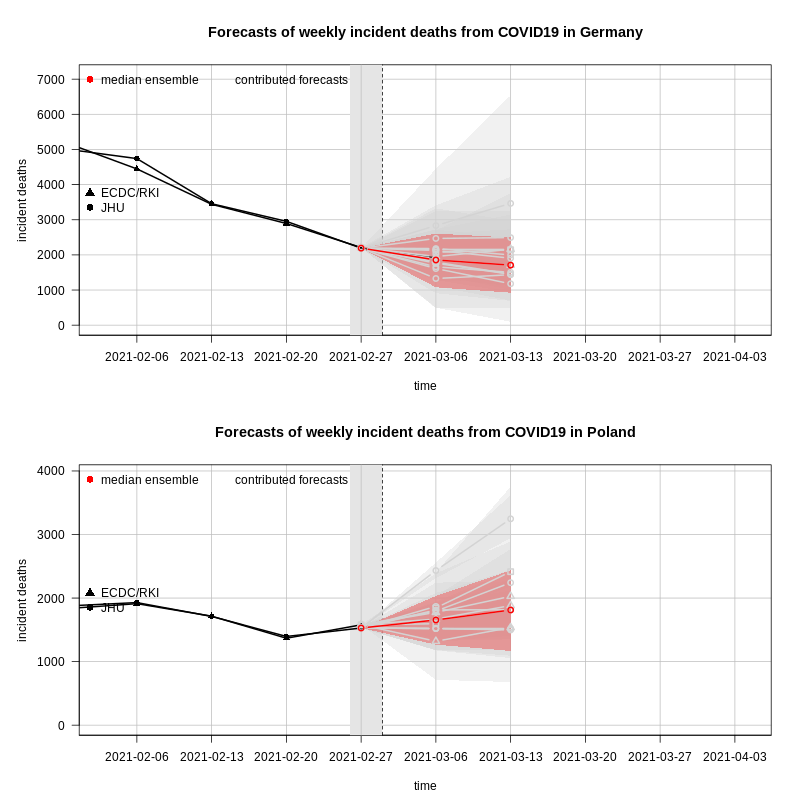 Forecasts of weekly incident deaths from COVID19 in Germany
7000
median ensemble
contributed forecasts
6000
5000
4000
ECDC/RKI
JHU
3000
2000
1000
0
incident deaths
2021-02-06 2021-02-13 2021-02-20 2021-02-27 2021-03-06 2021-03-13 2021-03-20 2021-03-27 2021-04-03
time
Forecasts of weekly incident deaths from COVID19 in Poland
4000
median ensemble
contributed forecasts
3000
ECDC/RKI
2000
JHU
1000
0
incident deaths
2021-02-06 2021-02-13 2021-02-20 2021-02-27 2021-03-06 2021-03-13 2021-03-20 2021-03-27 2021-04-03
time